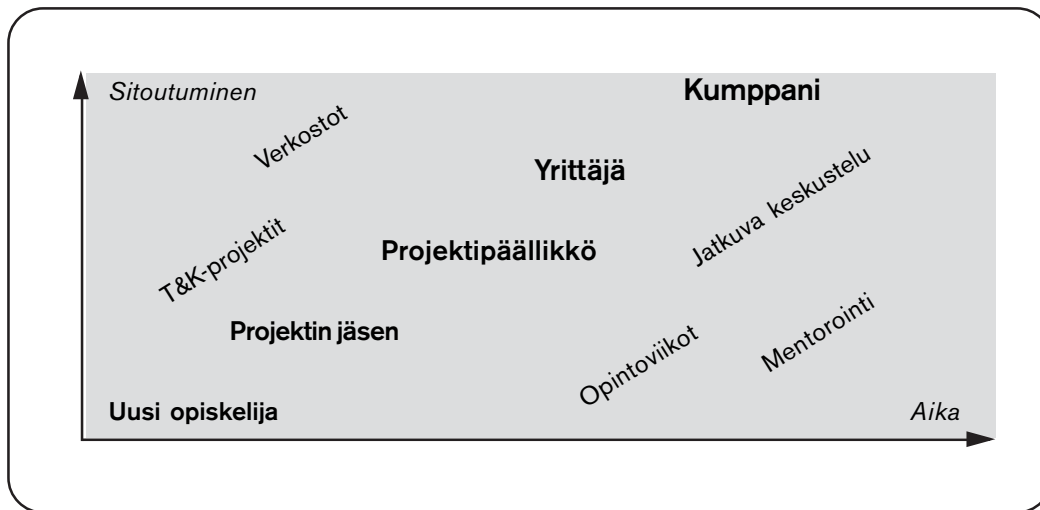 Sitoutuminen
Kumppani
Verkostot
Yrittäjä
Jatkuva keskustelu
T&K-projektit
Projektipäällikkö
Projektin jäsen
Opintoviikot
Mentorointi
Uusi opiskelija
Aika